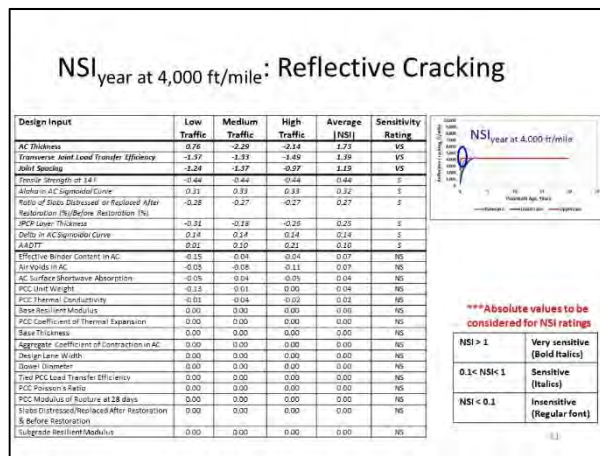 NSI year at 4,000 ft/mile: Reflective Cracking
Design Input Low Traffic Medium Traffic High Traffic Average |NSI| Sensitivity Rating
AC Thickness 0.76 -2.29 -2.14 1.73 VS
Transverse Joint Load Transfer Efficiency -1.37 -1.33 -1.49 1.39 VS
Joint Spacing -1.24 -1.37 -0.97 1.19 VS
Tensile Strength at 14 F -0.44 -0.44 -0.44 0.44 S
Alpha in AC Sigmoidal Curve 0.31 0.33 0.33 0.32 S
Ratio of Slabs Distressed or Replaced After Restoration (%)/Before Restoration (%) -0.28 -0.27 -0.27 0.27 S
JPCP Layer Thickness -0.31 -0.18 -0.26 0.25 S
Delta in AC Sigmoidal Curve 0.14 0.14 0.14 0.14 S
AADTT 0.01 0.10 0.21 0.10 S
Effective Binder Content in AC -0.15 -0.04 -0.04 0.07 NS
Air Voids in AC -0.03 -0.08 -0.11 0.07 NS
AC Surface Shortwave Absorption -0.05 -0.04 -0.05 0.04 NS
PCC Unit Weight -0.13 0.01 0.00 0.04 NS
PCC Thermal Conductivity -0.01 -0.04 -0.02 0.02 NS
Base Resilient Modulus 0.00 0.00 0.00 0.00 NS
PCC Coefficient of Thermal Expansion 0.00 0.00 0.00 0.00 NS
Base Thickness 0.00 0.00 0.00 0.00 NS
Aggregate Coefficient of Contraction in AC 0.00 0.00 0.00 0.00 NS
Design Lane Width 0.00 0.00 0.00 0.00 NS
Dowel Diameter 0.00 0.00 0.00 0.00 NS
Tied PCC Load Transfer Efficiency 0.00 0.00 0.00 0.00 NS
PCC Poisson's Ratio 0.00 0.00 0.00 0.00 NS
PCC Modulus of Rupture at 28 days 0.00 0.00 0.00 0.00 NS
Slabs Distressed/Replaced After Restoration & Before Restoration 0.00 0.00 0.00 0.00 NS
Subgrade Resilient Modulus 0.00 0.00 0.00 0.00 NS
NSI year at 4,000 ft/mile
Reflective Cracking
Pavement Age, Years
***Absolute values to be
considered for NSI ratings
NSI > 1 Very sensitive (Bold Italics)
0.1< NSI< 1 Sensitive (Italics)
NSI < 0.1 Insensitive (Regular font)